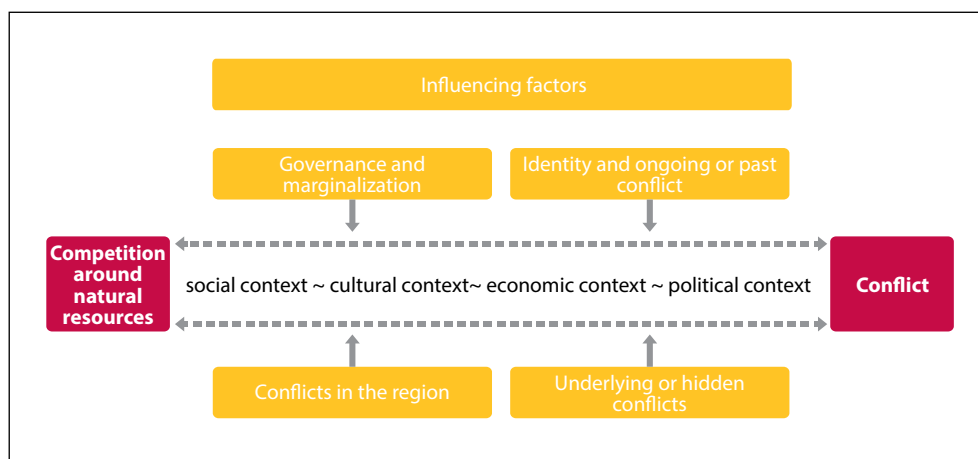 Influencing factors
Governance and
marginalization
Identity and ongoing or past
conflict
Competition
around
natural
resources
social context ~ cultural context~ economic context ~ political context
Conflict
Conflicts in the region
Underlying or hidden
conflicts